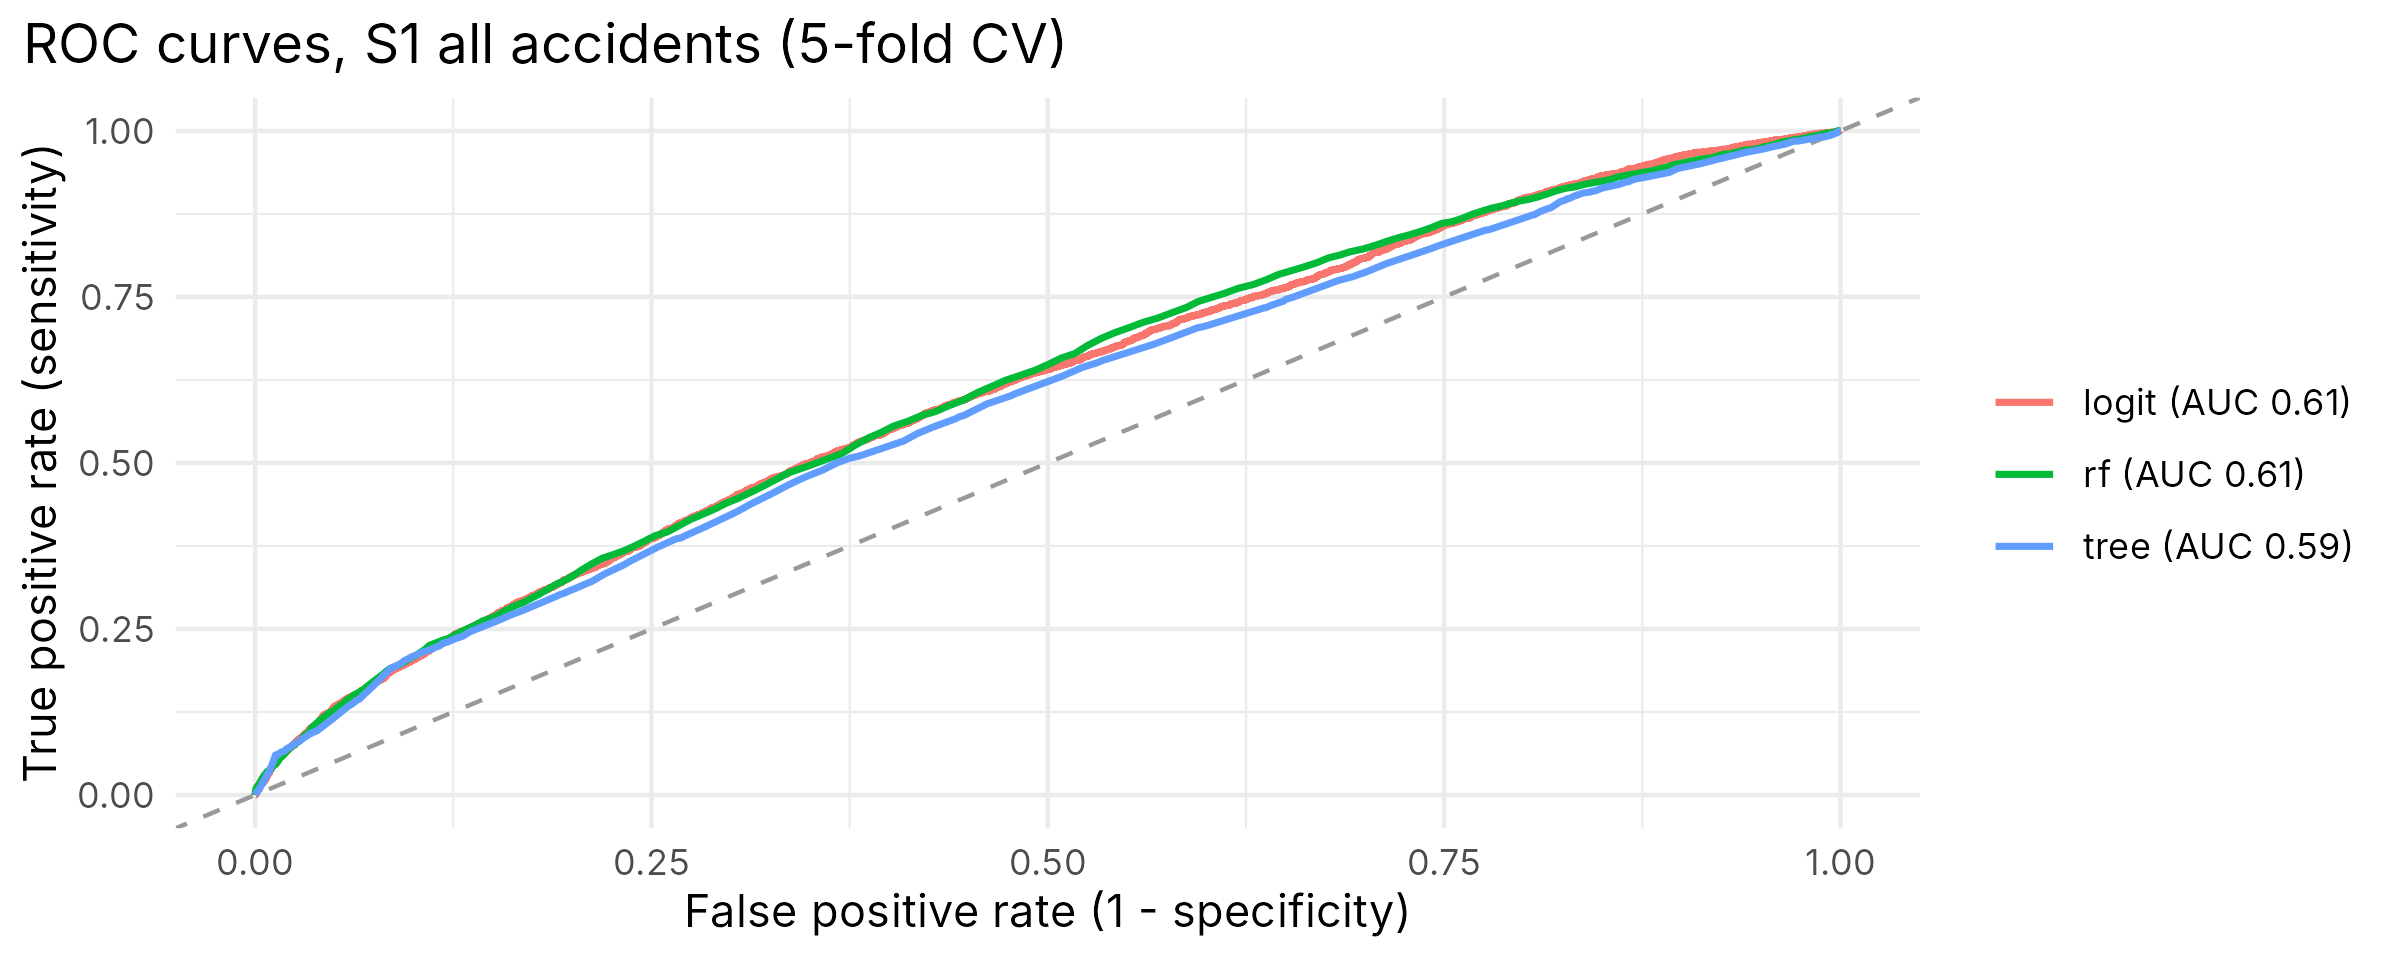 ROC curves, S1 all accidents (5-fold CV)
True positive rate (sensitivity)
1.00
0.75
0.50
0.25
0.00
0.00 0.25 0.50 0.75 1.00
False positive rate (1 - specificity)
logit (AUC 0.61)
rf (AUC 0.61)
tree (AUC 0.59)